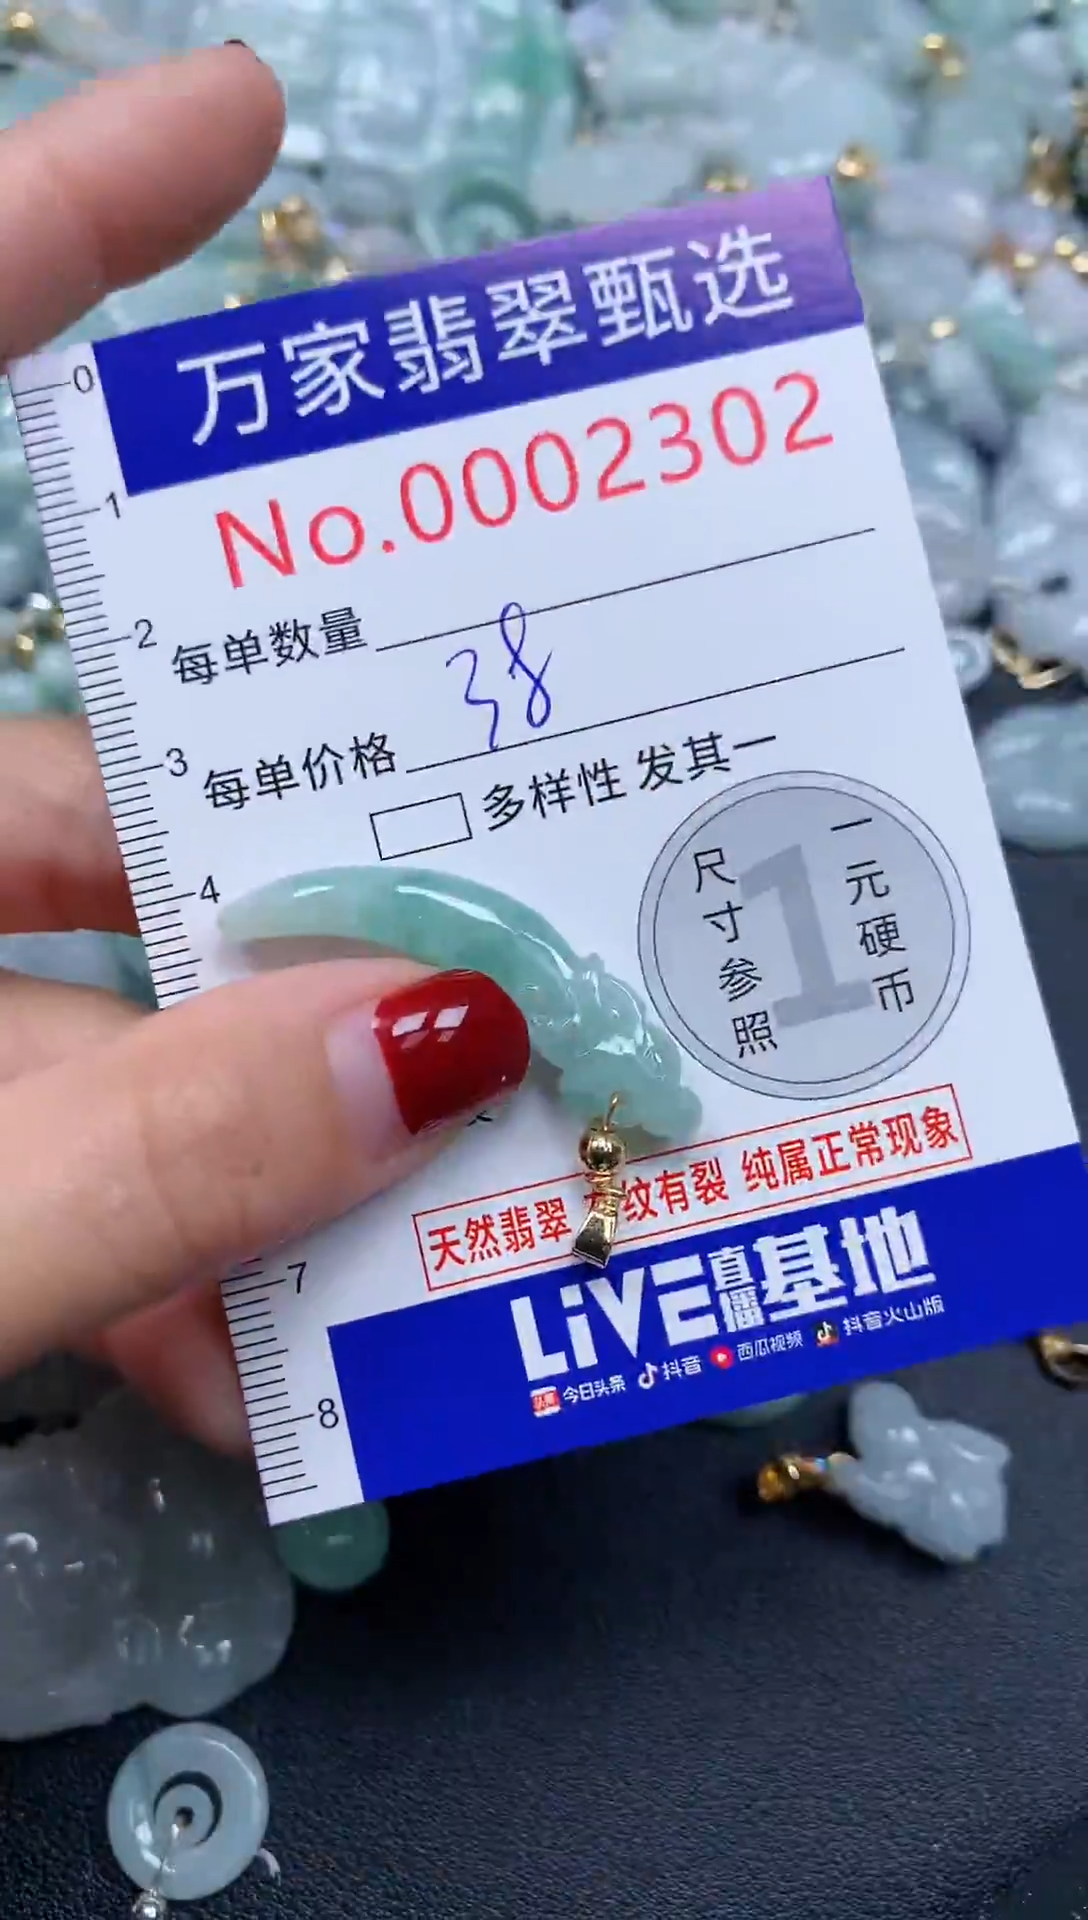 万家翡翠甄选
No.0002302
每单数量
38
每单价格
多样性 发其一
尺寸参照
一元硬币
1
天然翡翠 纹有裂 纯属正常现象
LiVE直播基地
头条 今日头条 抖音 西瓜视频 抖音火山版
0
1
2
3
4
7
8